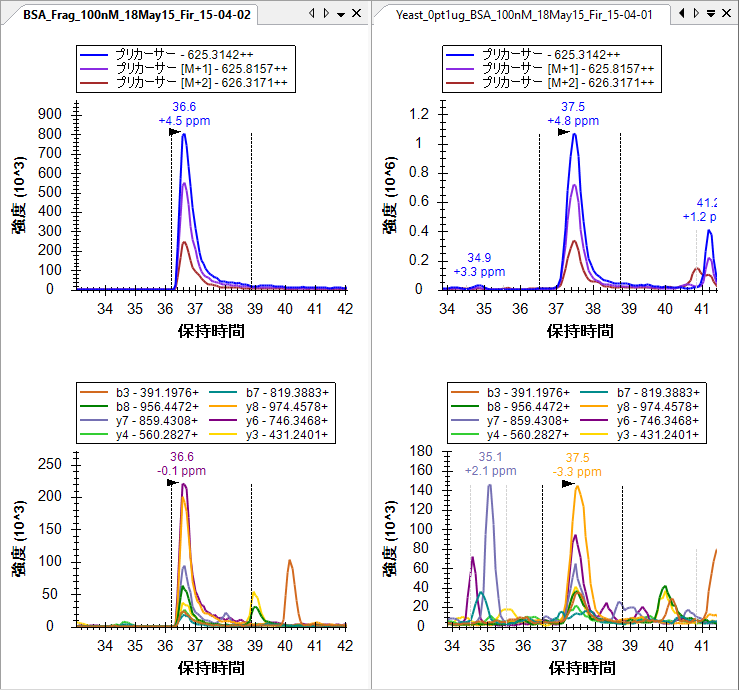 BSA_Frag_100nM_18May15_Fir_15-04-02
プリカーサー - 625.3142++
プリカーサー [M+1] - 625.8157++
プリカーサー [M+2] - 626.3171++
36.6
+4.5 ppm
900
800
700
600
500
400
300
200
100
0
強度 (10^3)
34 35 36 37 38 39 40 41 42
保持時間
b3 - 391.1976+ b7 - 819.3883+
b8 - 956.4472+ y8 - 974.4578+
y7 - 859.4308+ y6 - 746.3468+
y4 - 560.2827+ y3 - 431.2401+
36.6
-0.1 ppm
250
200
150
100
50
0
強度 (10^3)
34 35 36 37 38 39 40 41 42
保持時間
Yeast_0pt1ug_BSA_100nM_18May15_Fir_15-04-01
プリカーサー - 625.3142++
プリカーサー [M+1] - 625.8157++
プリカーサー [M+2] - 626.3171++
37.5
+4.8 ppm
41.2
+1.2 p
34.9
+3.3 ppm
1.2
1
0.8
0.6
0.4
0.2
0
強度 (10^6)
34 35 36 37 38 39 40 41
保持時間
b3 - 391.1976+ b7 - 819.3883+
b8 - 956.4472+ y8 - 974.4578+
y7 - 859.4308+ y6 - 746.3468+
y4 - 560.2827+ y3 - 431.2401+
35.1
+2.1 ppm
37.5
-3.3 ppm
180
160
140
120
100
80
60
40
20
0
強度 (10^3)
34 35 36 37 38 39 40 41
保持時間